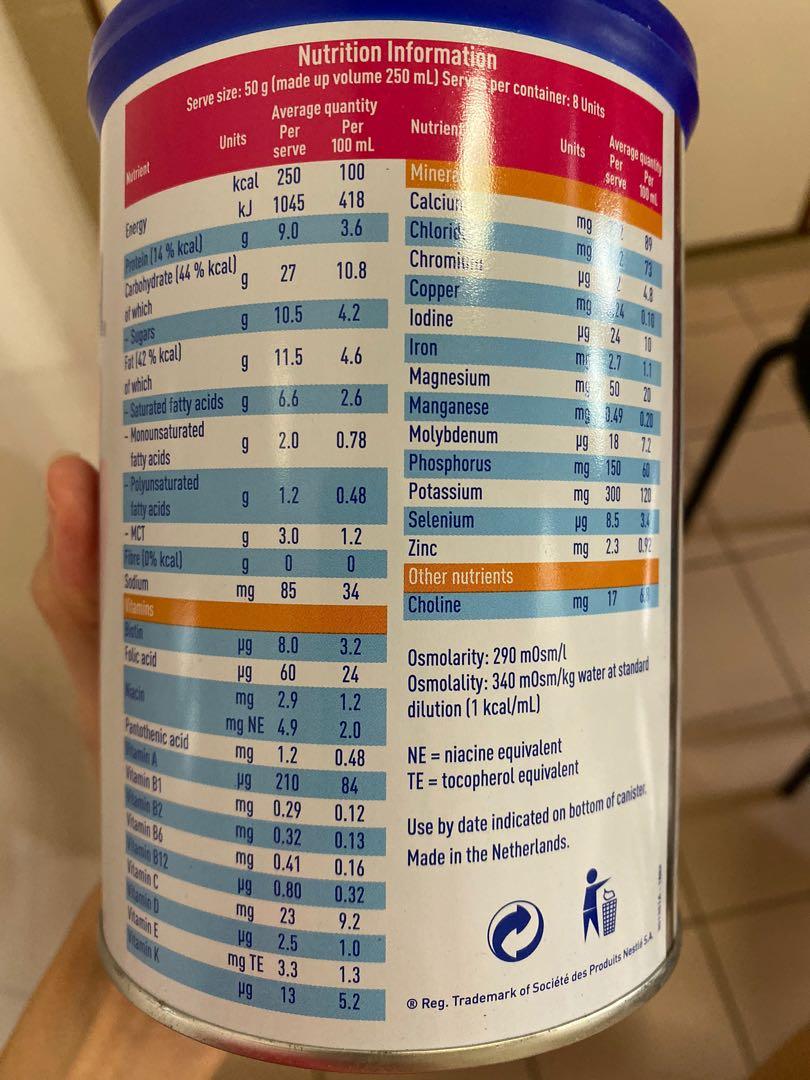 Nutrition Information
Serve size: 50 g (made up volume 250 mL) Serves per container: 8 Units
Nutrient Units Average quantity Per serve Per 100 mL
Energy kcal 250 100
kJ 1045 418
Protein (14 % kcal) g 9.0 3.6
Carbohydrate (44 % kcal) g 27 10.8
of which
- Sugars g 10.5 4.2
Fat (42 % kcal) g 11.5 4.6
of which
- Saturated fatty acids g 6.6 2.6
- Monounsaturated
fatty acids g 2.0 0.78
- Polyunsaturated
fatty acids g 1.2 0.48
- MCT g 3.0 1.2
Fibre (0% kcal) g 0 0
Sodium mg 85 34
Vitamins
Biotin µg 8.0 3.2
Folic acid µg 60 24
Niacin mg 2.9 1.2
mg NE 4.9 2.0
Pantothenic acid mg 1.2 0.48
Vitamin A µg 210 84
Vitamin B1 mg 0.29 0.12
Vitamin B2 mg 0.32 0.13
Vitamin B6 mg 0.41 0.16
Vitamin B12 µg 0.80 0.32
Vitamin C mg 23 9.2
Vitamin D µg 2.5 1.0
Vitamin E mg TE 3.3 1.3
Vitamin K µg 13 5.2
Nutrient Units Average quantity Per serve Per 100 mL
Minerals
Calcium mg 89
Chloride mg 73
Chromium µg 4.8
Copper mg 0.10
Iodine µg 24 10
Iron mg 2.7 1.1
Magnesium mg 50 20
Manganese mg 0.49 0.20
Molybdenum µg 18 7.2
Phosphorus mg 150 60
Potassium mg 300 120
Selenium µg 8.5 3.4
Zinc mg 2.3 0.92
Other nutrients
Choline mg 17
Osmolarity: 290 mOsm/l
Osmolality: 340 mOsm/kg water at standard
dilution (1 kcal/mL)
NE = niacine equivalent
TE = tocopherol equivalent
Use by date indicated on bottom of canister.
Made in the Netherlands.
® Reg. Trademark of Société des Produits Nestlé S.A.